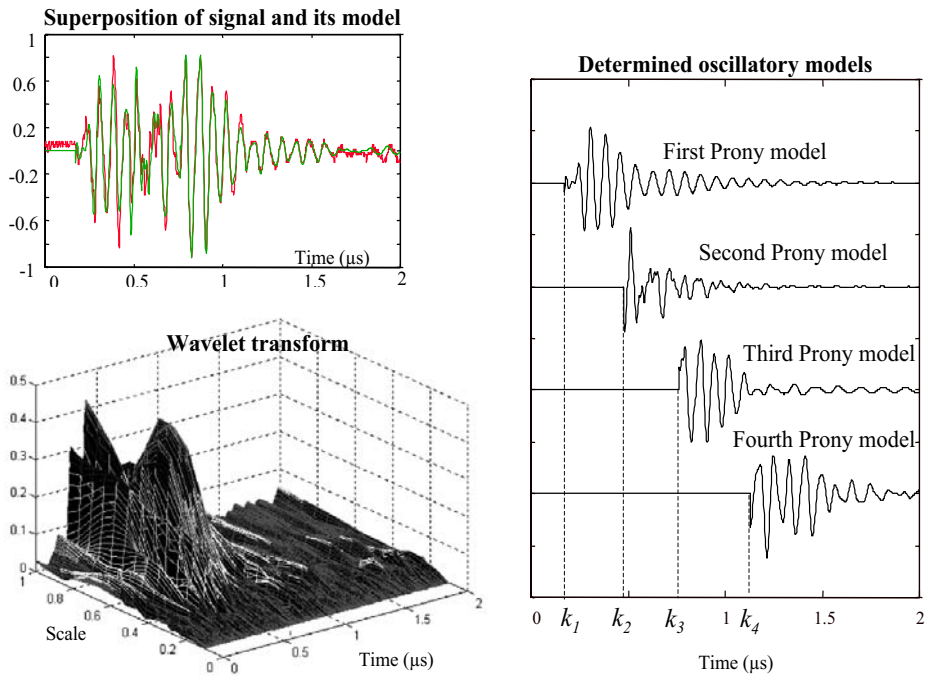 Superposition of signal and its model
1
0.6
0.2
-0.2
-0.6
-1
Time (µs)
0 0.5 1 1.5 2
Wavelet transform
0.5
0.4
0.3
0.2
0.1
0
1
0.8
0.6
0.4
0.2
0
Scale
0
0.5
1
1.5
2
Time (µs)
Determined oscillatory models
First Prony model
Second Prony model
Third Prony model
Fourth Prony model
0 k1 k2 k3 1 k4 1.5 2
Time (µs)